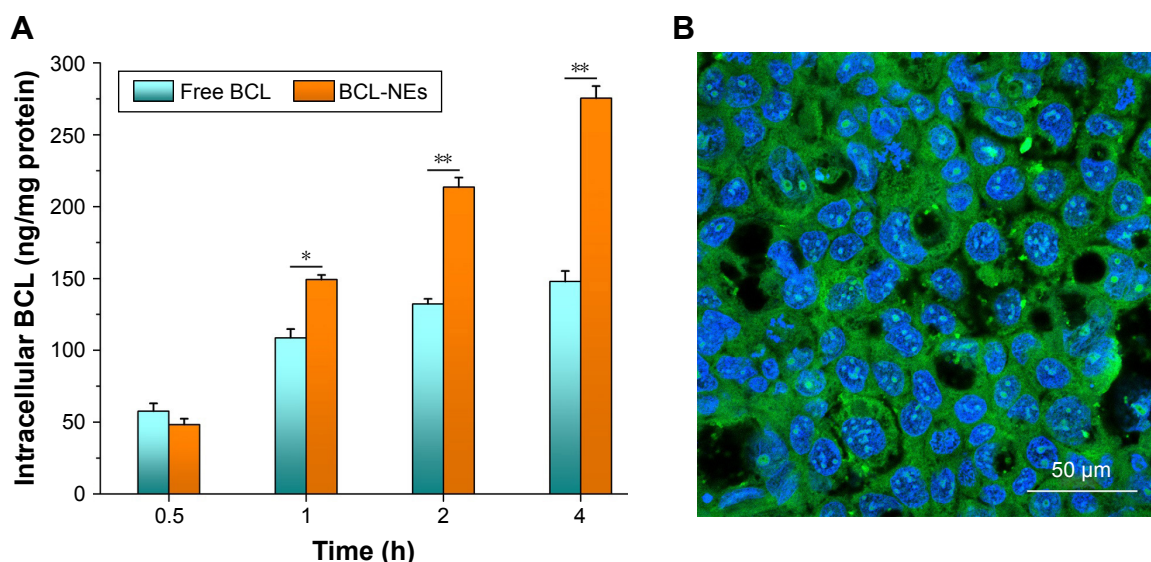 A
B
Intracellular BCL (ng/mg protein)
300
250
200
150
100
50
0
Free BCL
BCL-NEs
*
**
**
0.5
1
2
4
Time (h)
50 µm